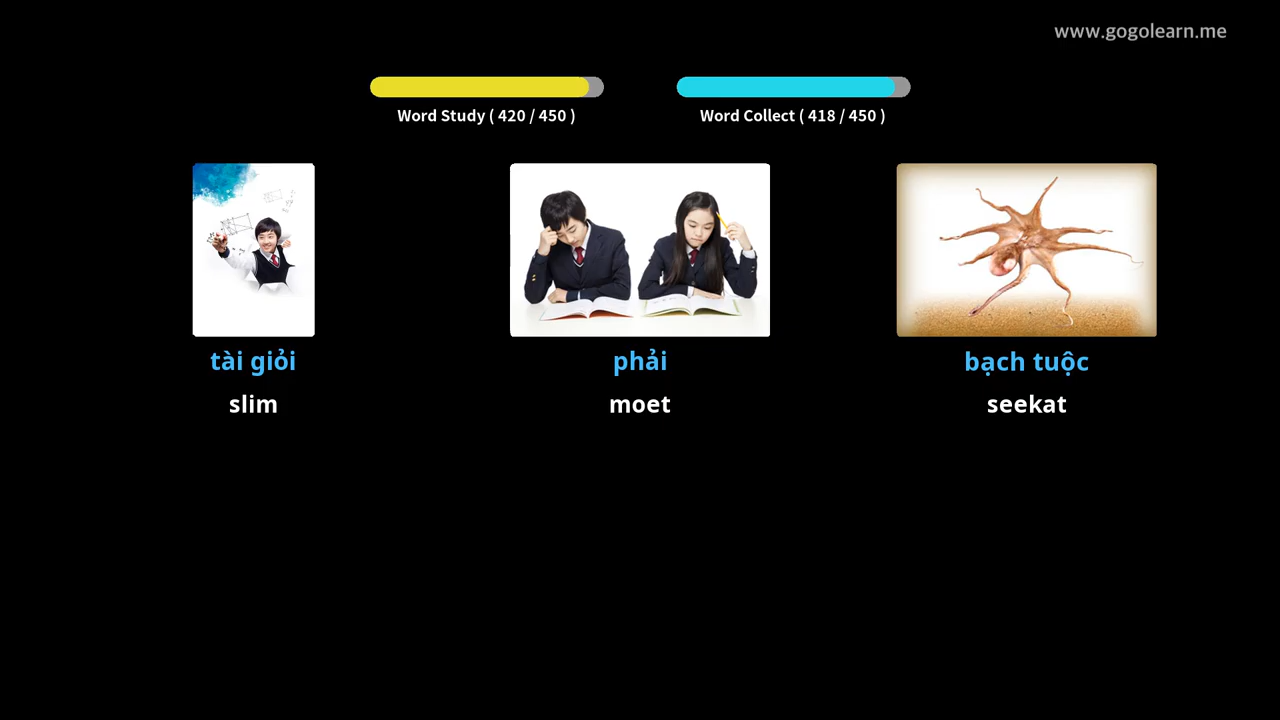 www.gogolearn.me
Word Study ( 420 / 450 )
Word Collect ( 418 / 450 )
tài giỏi
phải
bạch tuộc
slim
moet
seekat